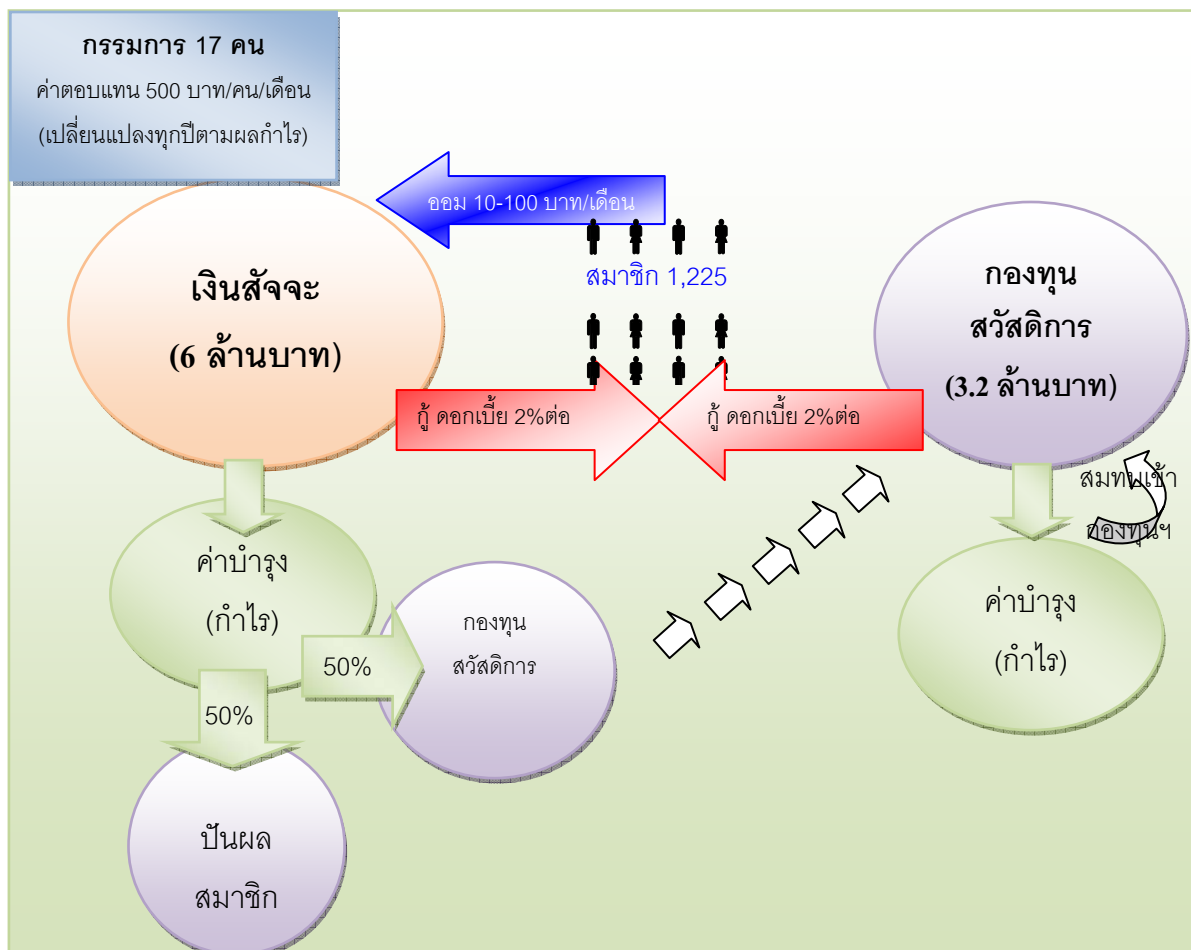 กรรมการ 17 คน
ค่าตอบแทน 500 บาท/คน/เดือน
(เปลี่ยนแปลงทุกปีตามผลกำไร)
ออม 10-100 บาท/เดือน
สมาชิก 1,225
เงินสัจจะ
(6 ล้านบาท)
กองทุน
สวัสดิการ
(3.2 ล้านบาท)
กู้ ดอกเบี้ย 2%ต่อ
กู้ ดอกเบี้ย 2%ต่อ
สมทบเข้า
กองทุนฯ
ค่าบำรุง
(กำไร)
50%
กองทุน
สวัสดิการ
ค่าบำรุง
(กำไร)
50%
ปันผล
สมาชิก